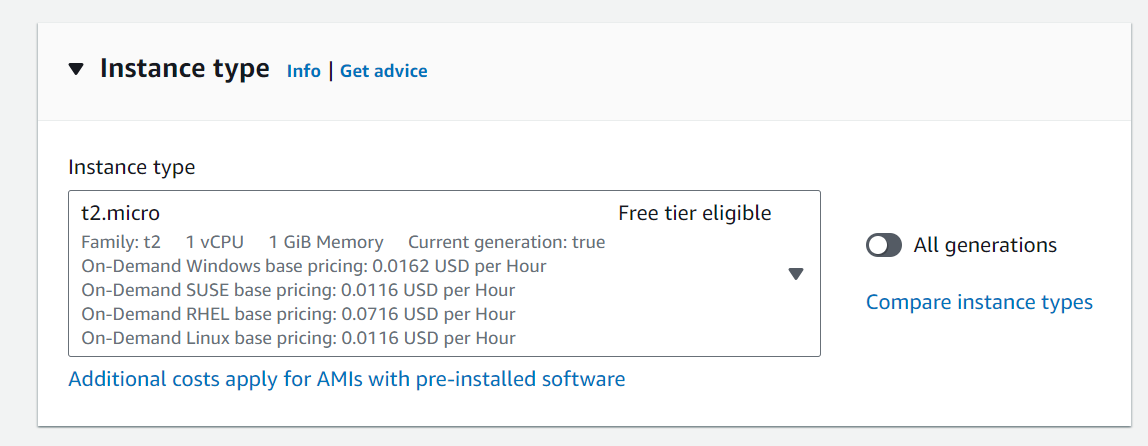 Instance type Info | Get advice
Instance type
t2.micro Free tier eligible
Family: t2 1 vCPU 1 GiB Memory Current generation: true
On-Demand Windows base pricing: 0.0162 USD per Hour
On-Demand SUSE base pricing: 0.0116 USD per Hour
On-Demand RHEL base pricing: 0.0716 USD per Hour
On-Demand Linux base pricing: 0.0116 USD per Hour
All generations
Compare instance types
Additional costs apply for AMIs with pre-installed software